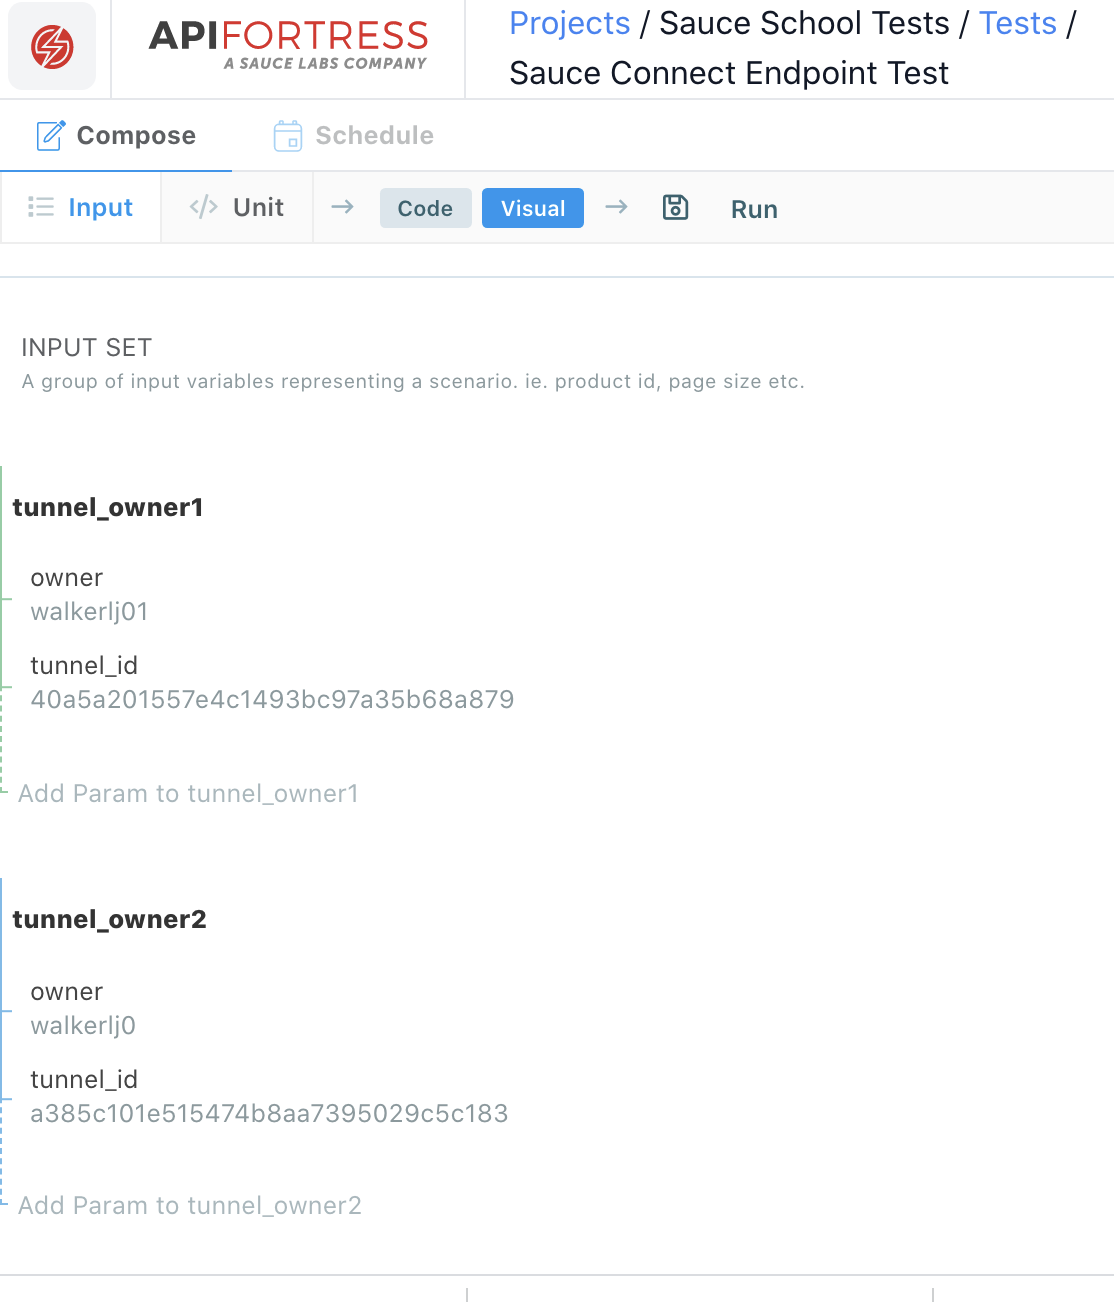 APIFORTRESS
A SAUCE LABS COMPANY
Projects / Sauce School Tests / Tests /
Sauce Connect Endpoint Test
Compose
Schedule
Input
</> Unit
→
Code
Visual
→
Run
INPUT SET
A group of input variables representing a scenario. ie. product id, page size etc.
tunnel_owner1
owner
walkerlj01
tunnel_id
40a5a201557e4c1493bc97a35b68a879
Add Param to tunnel_owner1
tunnel_owner2
owner
walkerlj0
tunnel_id
a385c101e515474b8aa7395029c5c183
Add Param to tunnel_owner2